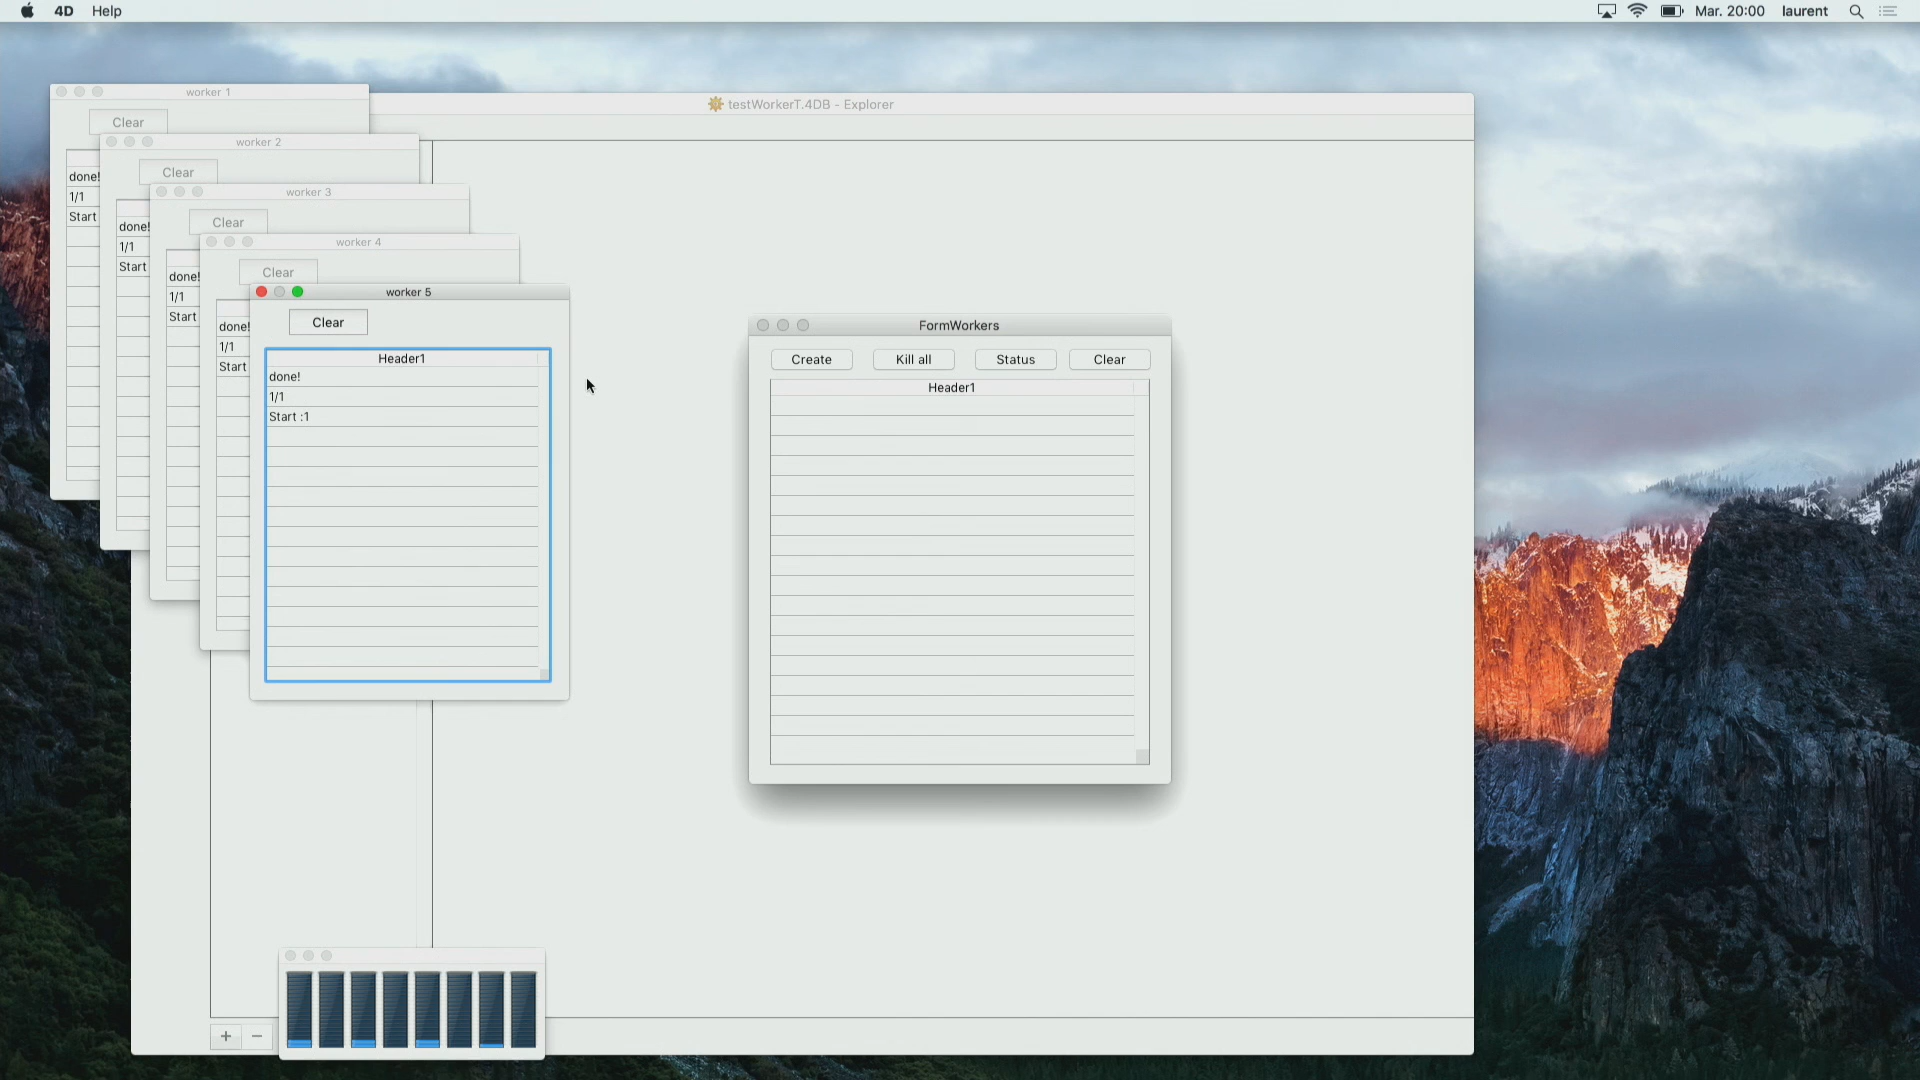 4D Help
Mar. 20:00 laurent
testWorkerT.4DB - Explorer
worker 1
Clear
done!
1/1
Start
worker 2
Clear
done!
1/1
Start
worker 3
Clear
done!
1/1
Start
worker 4
Clear
done!
1/1
Start
worker 5
Clear
Header1
done!
1/1
Start :1
FormWorkers
Create Kill all Status Clear
Header1
+ −